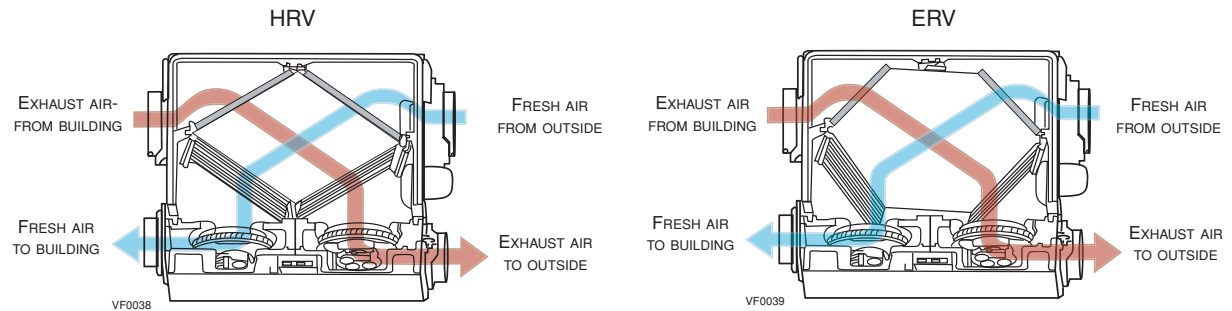 HRV
EXHAUST AIR-
FROM BUILDING
FRESH AIR
FROM OUTSIDE
FRESH AIR
TO BUILDING
EXHAUST AIR
TO OUTSIDE
VF0038
ERV
EXHAUST AIR
FROM BUILDING
FRESH AIR
FROM OUTSIDE
FRESH AIR
TO BUILDING
EXHAUST AIR
TO OUTSIDE
VF0039